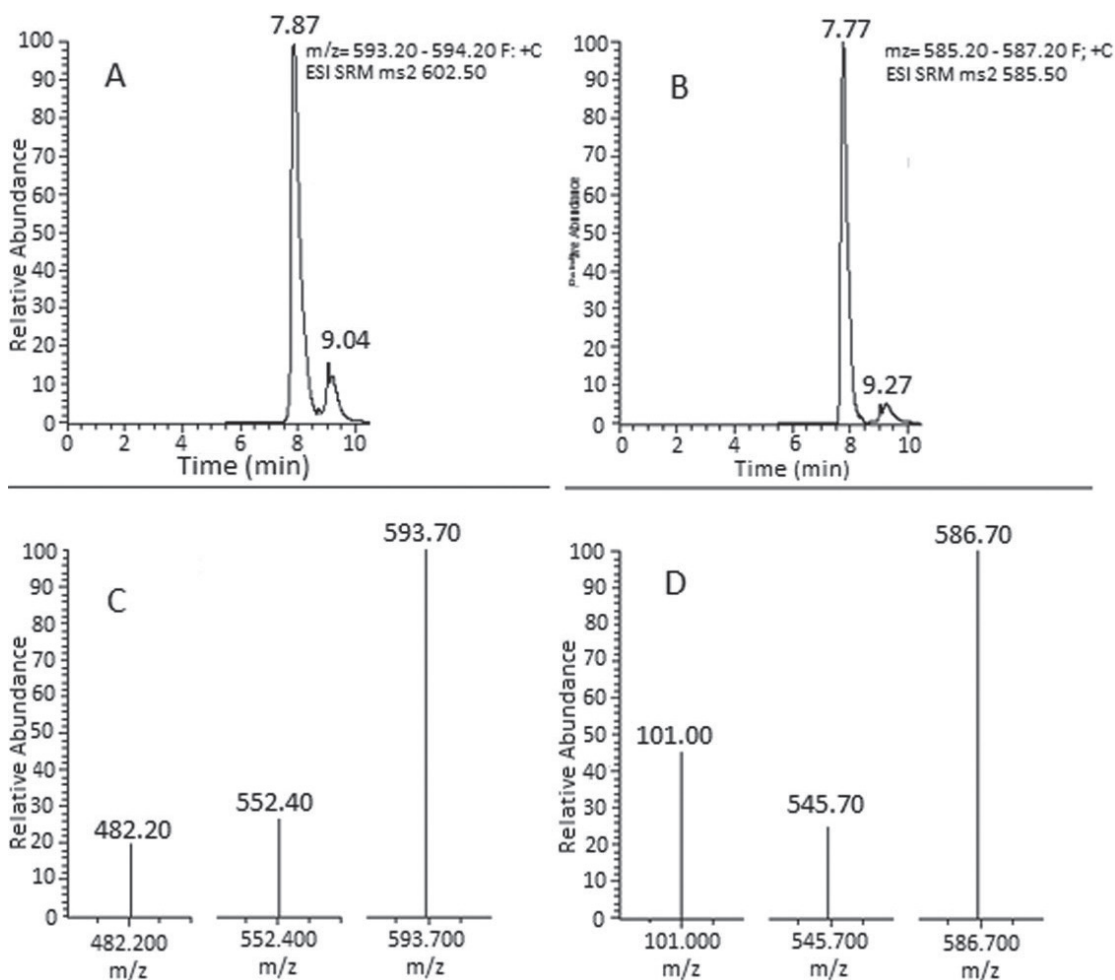 7.87
m/z= 593.20 - 594.20 F: +C
ESI SRM ms2 602.50
A
100
90
80
70
60
50
40
30
20
10
0
Relative Abundance
9.04
0 2 4 6 8 10
Time (min)
7.77
mz= 585.20 - 587.20 F; +C
ESI SRM ms2 585.50
B
100
90
80
70
60
50
40
30
20
10
0
Abundance
9.27
0 2 4 6 8 10
Time (min)
593.70
C
100
90
80
70
60
50
40
30
20
10
0
Relative Abundance
552.40
482.20
482.200 552.400 593.700
m/z m/z m/z
586.70
D
100
90
80
70
60
50
40
30
20
10
0
Relative Abundance
101.00
545.70
101.000 545.700 586.700
m/z m/z m/z